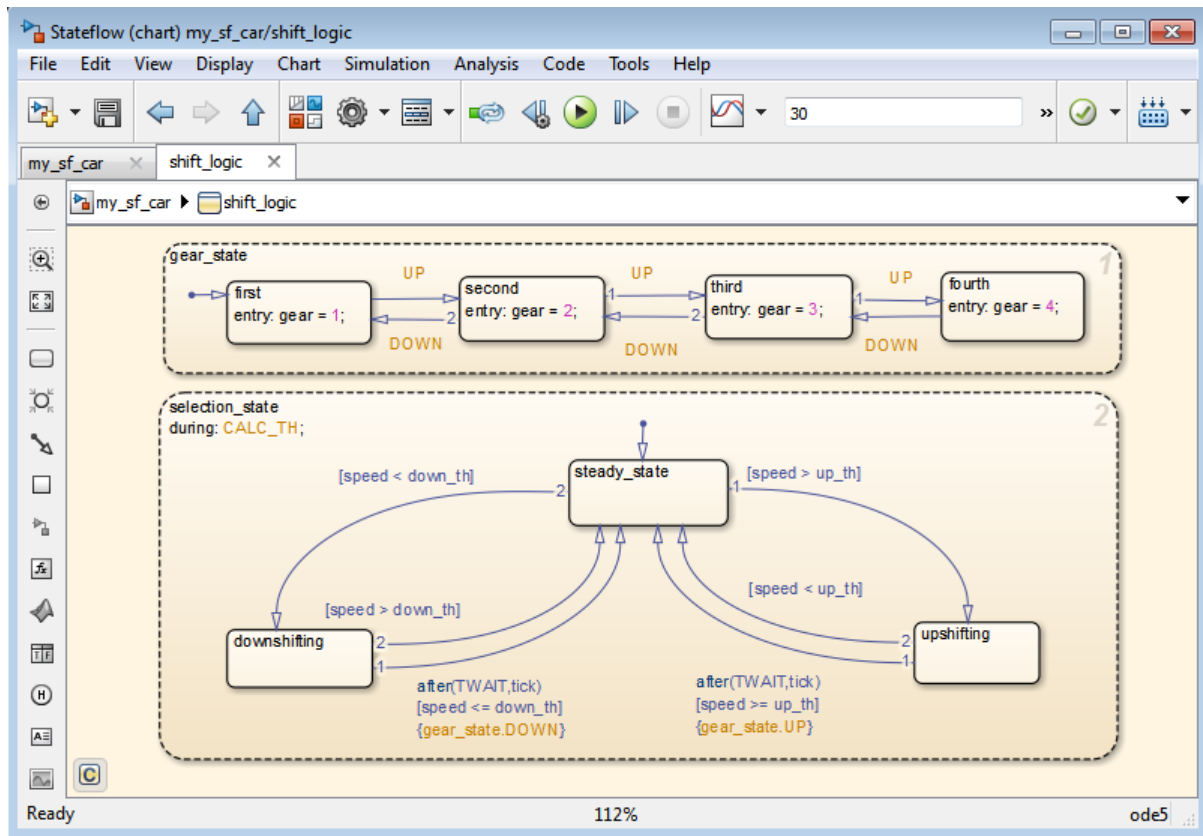 Stateflow (chart) my_sf_car/shift_logic
File Edit View Display Chart Simulation Analysis Code Tools Help
30
»
my_sf_car
shift_logic
my_sf_car
shift_logic
gear_state
1
first
entry: gear = 1;
UP
DOWN
second
entry: gear = 2;
2
1
UP
DOWN
third
entry: gear = 3;
2
1
UP
DOWN
fourth
entry: gear = 4;
selection_state
during: CALC_TH;
2
steady_state
2
1
[speed < down_th]
[speed > up_th]
[speed > down_th]
[speed < up_th]
downshifting
2
1
upshifting
2
1
after(TWAIT,tick)
[speed <= down_th]
{gear_state.DOWN}
after(TWAIT,tick)
[speed >= up_th]
{gear_state.UP}
fx
T F
H
A
C
Ready
112%
ode5